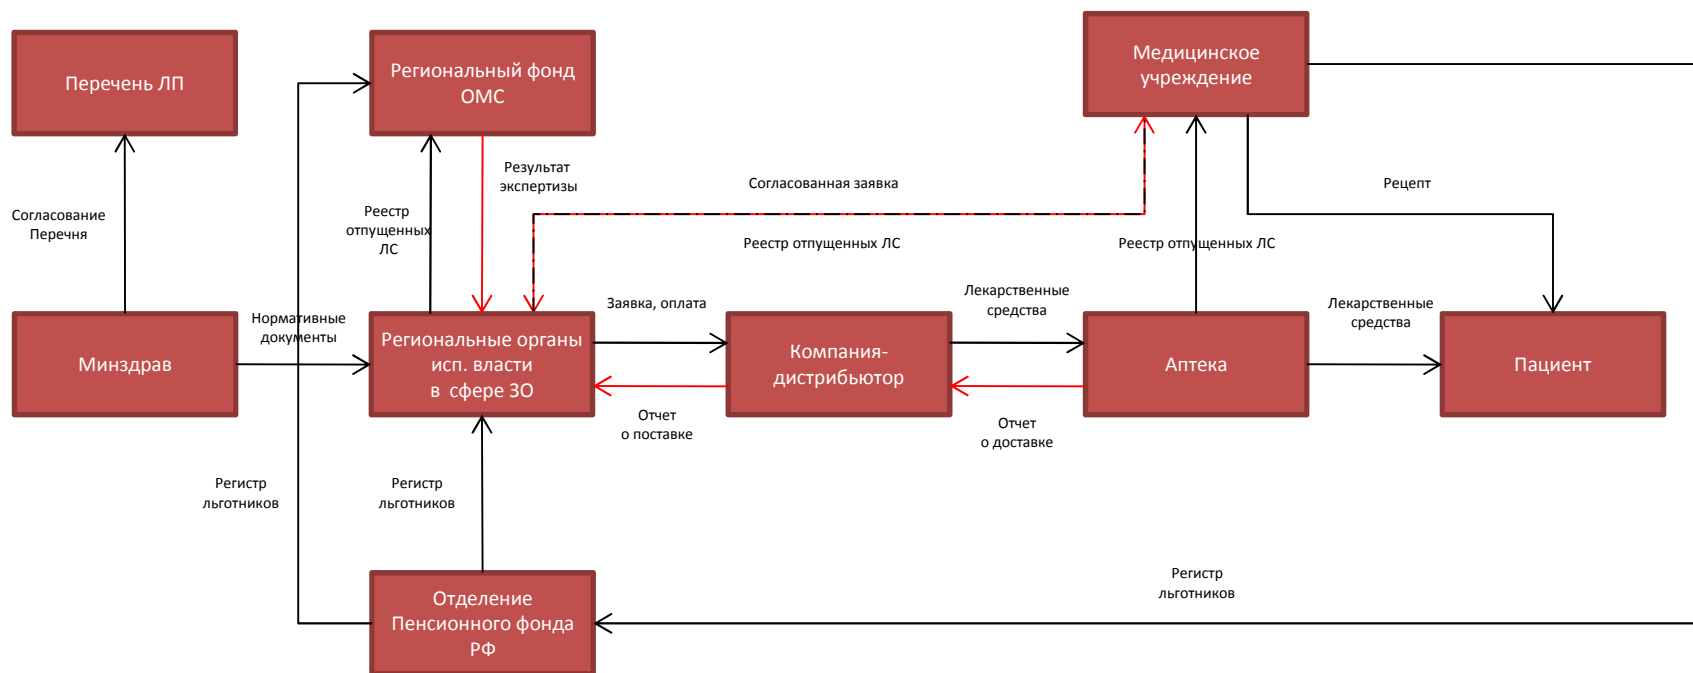 Медицинское
учреждение
Перечень ЛП
Региональный фонд
ОМС
Результат
экспертизы
Согласованная заявка
Рецепт
Согласование
Перечня
Реестр
отпущенных
ЛС
Реестр отпущенных ЛС
Реестр отпущенных ЛС
Нормативные
документы
Заявка, оплата
Лекарственные
средства
Лекарственные
средства
Минздрав
Региональные органы
исп. власти
в сфере ЗО
Компания-
дистрибьютор
Аптека
Пациент
Отчет
о поставке
Отчет
о доставке
Регистр
льготников
Регистр
льготников
Регистр
льготников
Отделение
Пенсионного фонда
РФ